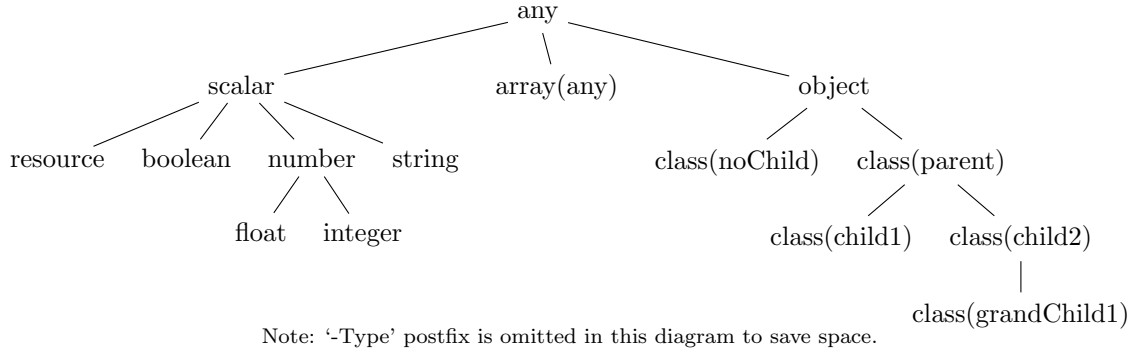 any
scalar array(any) object
resource boolean number string class(noChild) class(parent)
float integer class(child1) class(child2)
class(grandChild1)
Note: ‘-Type’ postfix is omitted in this diagram to save space.